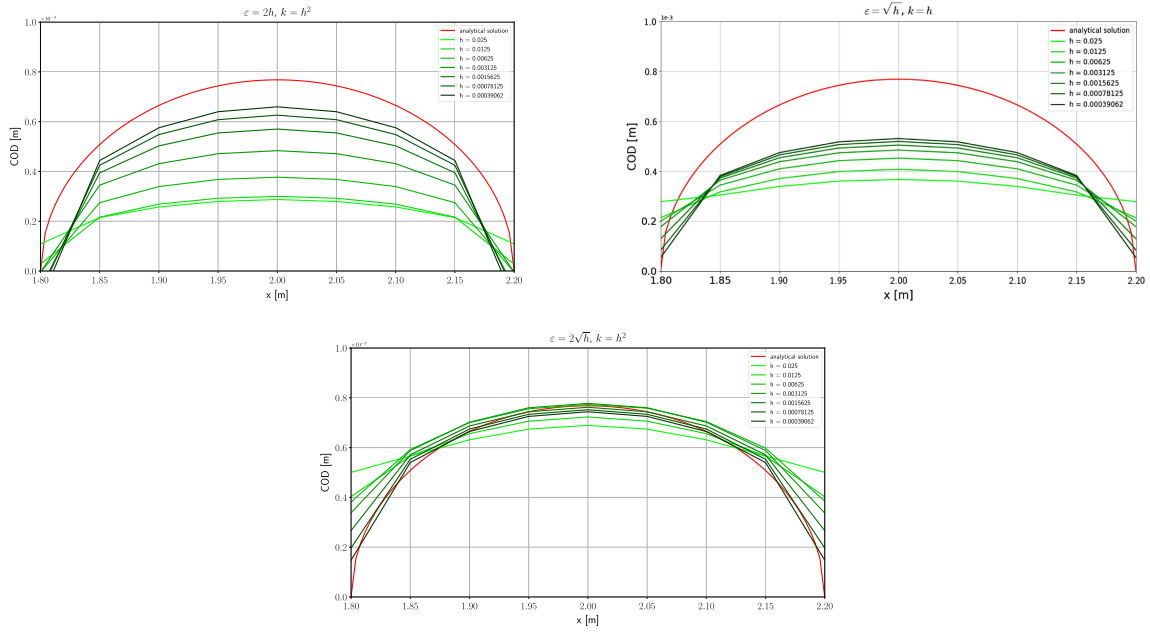 ε = 2h, k = h²
1.0
0.8
0.6
0.4
0.2
0.0
COD [m]
analytical solution
h = 0.025
h = 0.0125
h = 0.00625
h = 0.003125
h = 0.0015625
h = 0.00078125
h = 0.00039062
1.80 1.85 1.90 1.95 2.00 2.05 2.10 2.15 2.20
x [m]
ε = √h, k = h
1e-3
1.0
0.8
0.6
0.4
0.2
0.0
COD [m]
analytical solution
h = 0.025
h = 0.0125
h = 0.00625
h = 0.003125
h = 0.0015625
h = 0.00078125
h = 0.00039062
1.80 1.85 1.90 1.95 2.00 2.05 2.10 2.15 2.20
x [m]
ε = 2√h, k = h²
1.0
0.8
0.6
0.4
0.2
0.0
COD [m]
analytical solution
h = 0.025
h = 0.0125
h = 0.00625
h = 0.003125
h = 0.0015625
h = 0.00078125
h = 0.00039062
1.80 1.85 1.90 1.95 2.00 2.05 2.10 2.15 2.20
x [m]